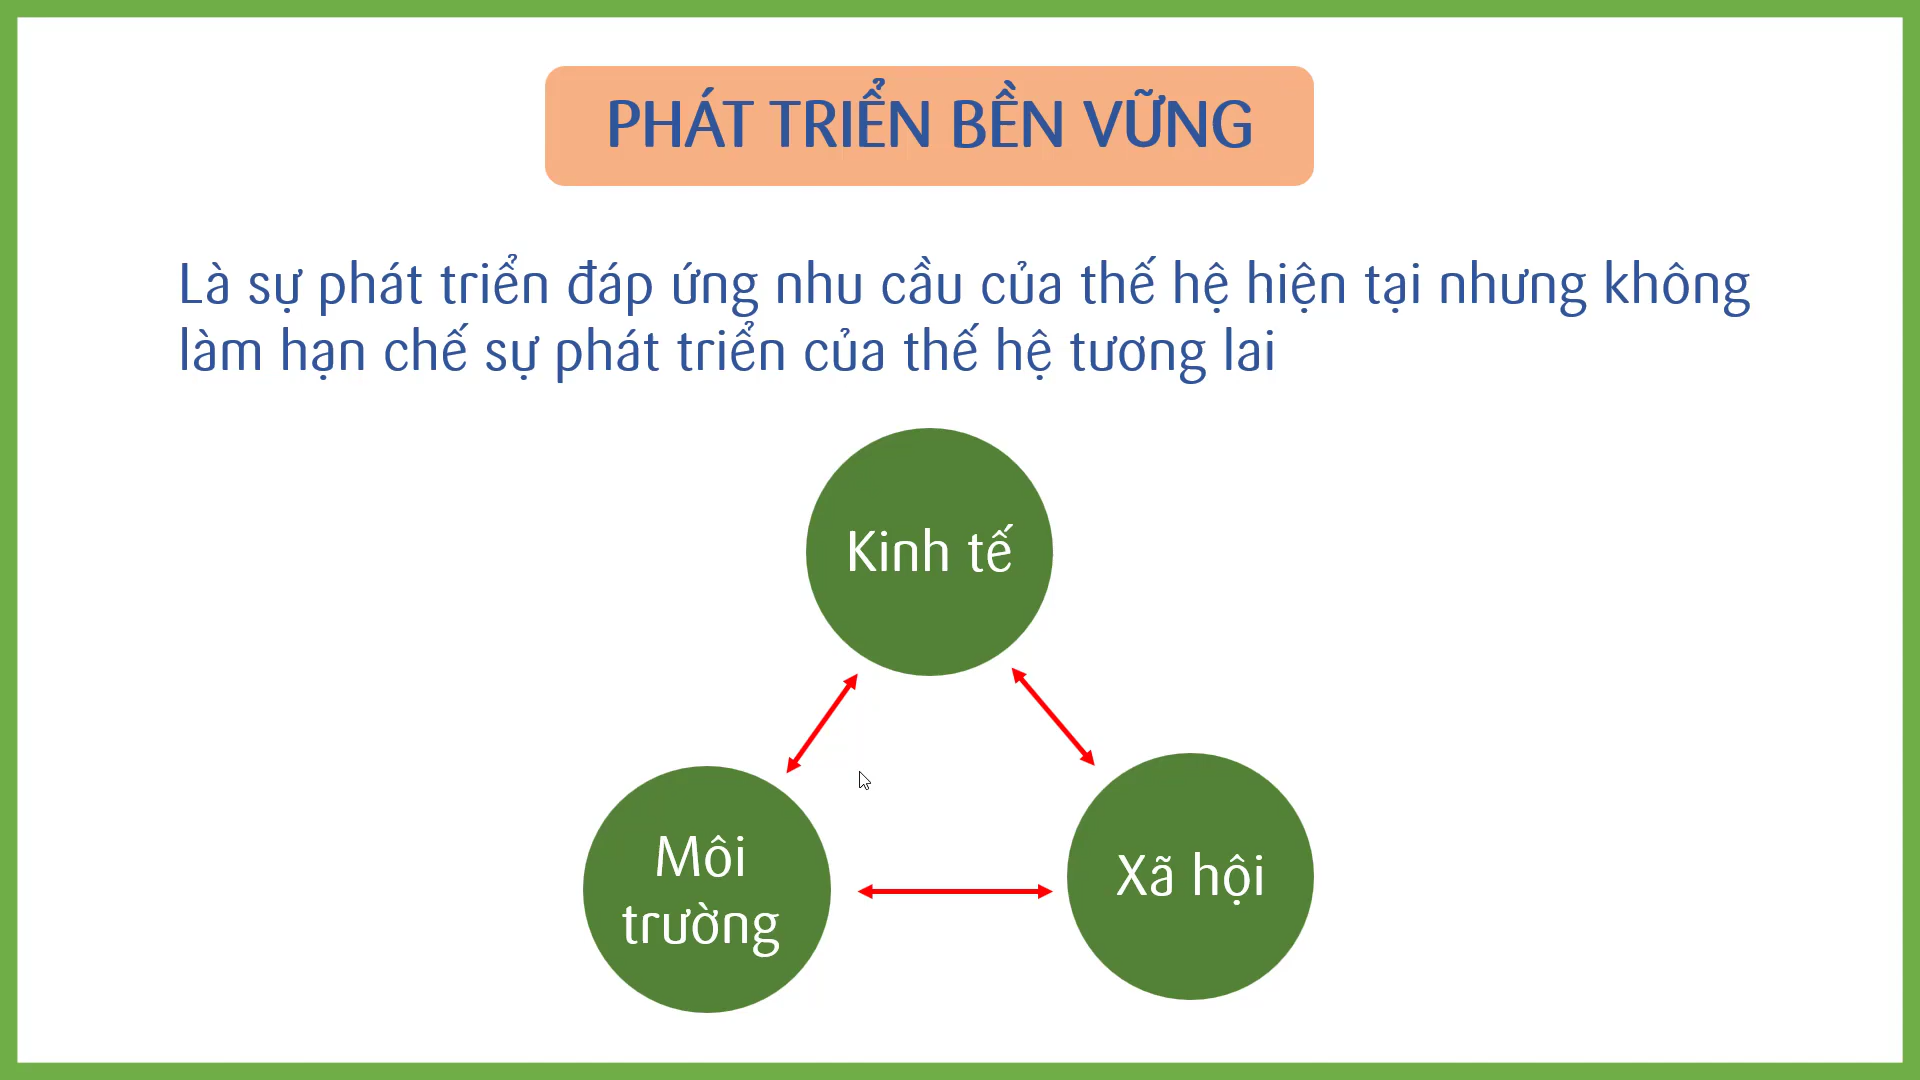 PHÁT TRIỂN BỀN VỮNG
Là sự phát triển đáp ứng nhu cầu của thế hệ hiện tại nhưng không
làm hạn chế sự phát triển của thế hệ tương lai
Kinh tế
Môi
trường
Xã hội